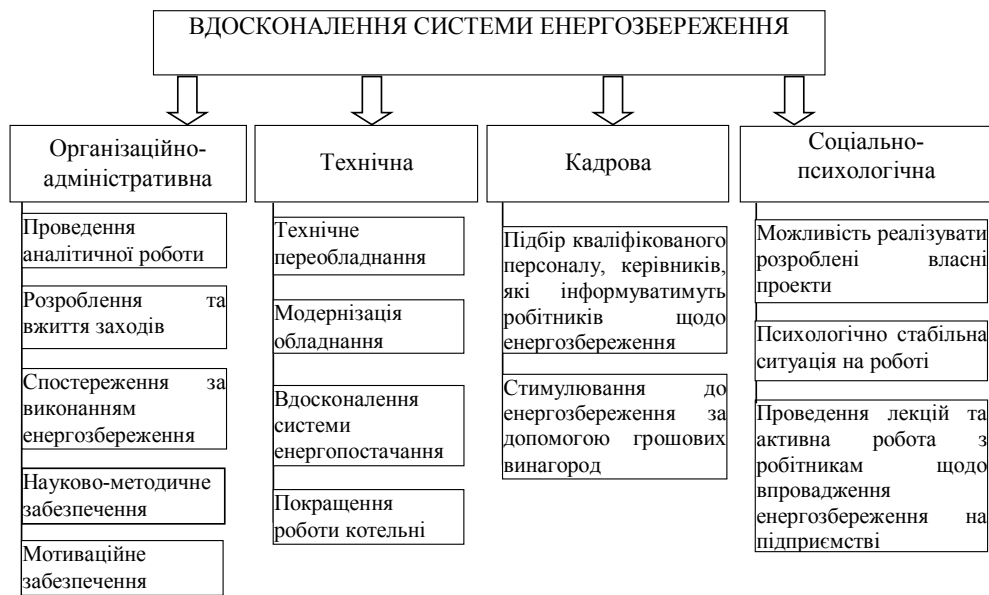 ВДОСКОНАЛЕННЯ СИСТЕМИ ЕНЕРГОЗБЕРЕЖЕННЯ
Організаційно-
адміністративна
Проведення
аналітичної роботи
Розроблення та
вжиття заходів
Спостереження за
виконанням
енергозбереження
Науково-методичне
забезпечення
Мотиваційне
забезпечення
Технічна
Технічне
переобладнання
Модернізація
обладнання
Вдосконалення
системи
енергопостачання
Покращення
роботи котельні
Кадрова
Підбір кваліфікованого
персоналу, керівників,
які інформуватимуть
робітників щодо
енергозбереження
Стимулювання до
енергозбереження за
допомогою грошових
винагород
Соціально-
психологічна
Можливість реалізувати
розроблені власні
проекти
Психологічно стабільна
ситуація на роботі
Проведення лекцій та
активна робота з
робітникам щодо
впровадження
енергозбереження на
підприємстві